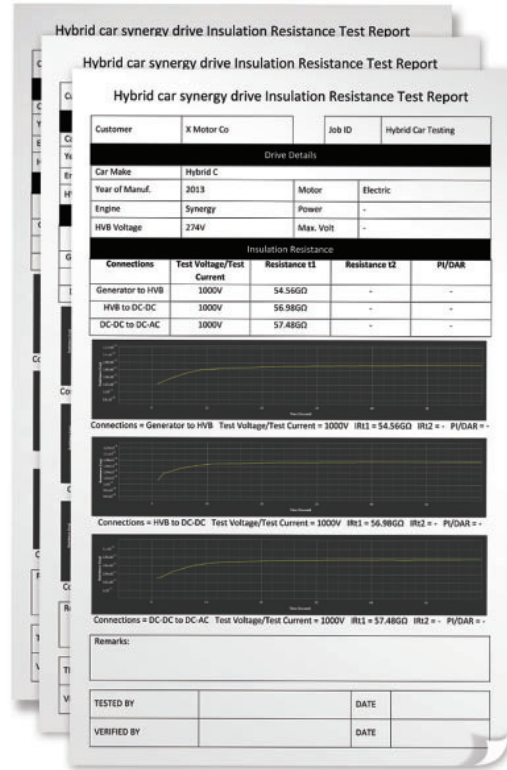 Hybrid car synergy drive Insulation Resistance Test Report
Hybrid car synergy drive Insulation Resistance Test Report
Hybrid car synergy drive Insulation Resistance Test Report
Customer X Motor Co Job ID Hybrid Car Testing
Drive Details
Car Make Hybrid C
Year of Manuf. 2013 Motor Electric
Engine Synergy Power -
HVB Voltage 274V Max. Volt -
Insulation Resistance
Connections Test Voltage/Test Current Resistance t1 Resistance t2 PI/DAR
Generator to HVB 1000V 54.56GΩ - -
HVB to DC-DC 1000V 56.98GΩ - -
DC-DC to DC-AC 1000V 57.48GΩ - -
Connections = Generator to HVB Test Voltage/Test Current = 1000V IRt1 = 54.56GΩ IRt2 = - PI/DAR = -
Connections = HVB to DC-DC Test Voltage/Test Current = 1000V IRt1 = 56.98GΩ IRt2 = - PI/DAR = -
Connections = DC-DC to DC-AC Test Voltage/Test Current = 1000V IRt1 = 57.48GΩ IRt2 = - PI/DAR = -
Remarks:
TESTED BY DATE
VERIFIED BY DATE